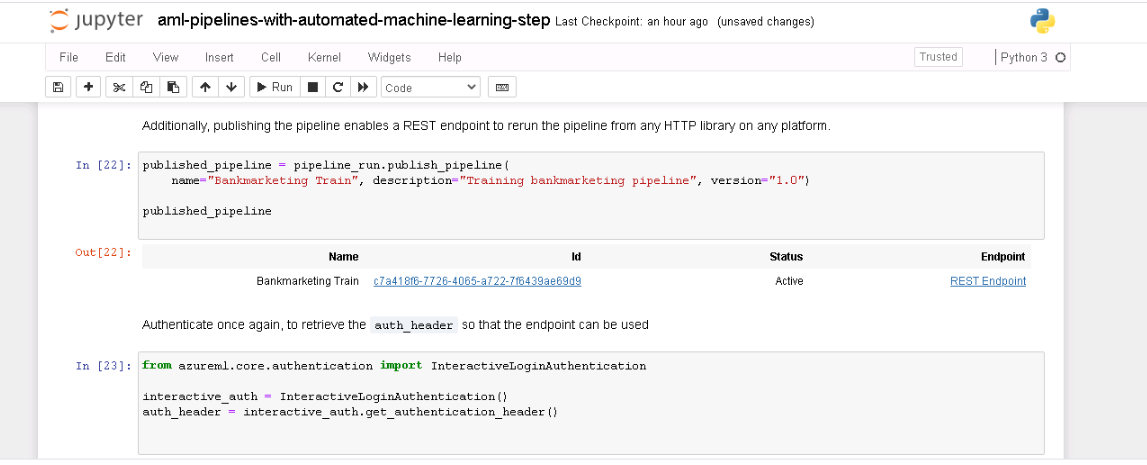 jupyter aml-pipelines-with-automated-machine-learning-step Last Checkpoint: an hour ago (unsaved changes)
File Edit View Insert Cell Kernel Widgets Help Trusted Python 3
Run Code
Additionally, publishing the pipeline enables a REST endpoint to rerun the pipeline from any HTTP library on any platform.
In [22]: published_pipeline = pipeline_run.publish_pipeline(
name="Bankmarketing Train", description="Training bankmarketing pipeline", version="1.0")
published_pipeline
Out[22]:
Name Id Status Endpoint
Bankmarketing Train c7a418f6-7726-4065-a722-7f6439ae69d9 Active REST Endpoint
Authenticate once again, to retrieve the auth_header so that the endpoint can be used
In [23]: from azureml.core.authentication import InteractiveLoginAuthentication
interactive_auth = InteractiveLoginAuthentication()
auth_header = interactive_auth.get_authentication_header()